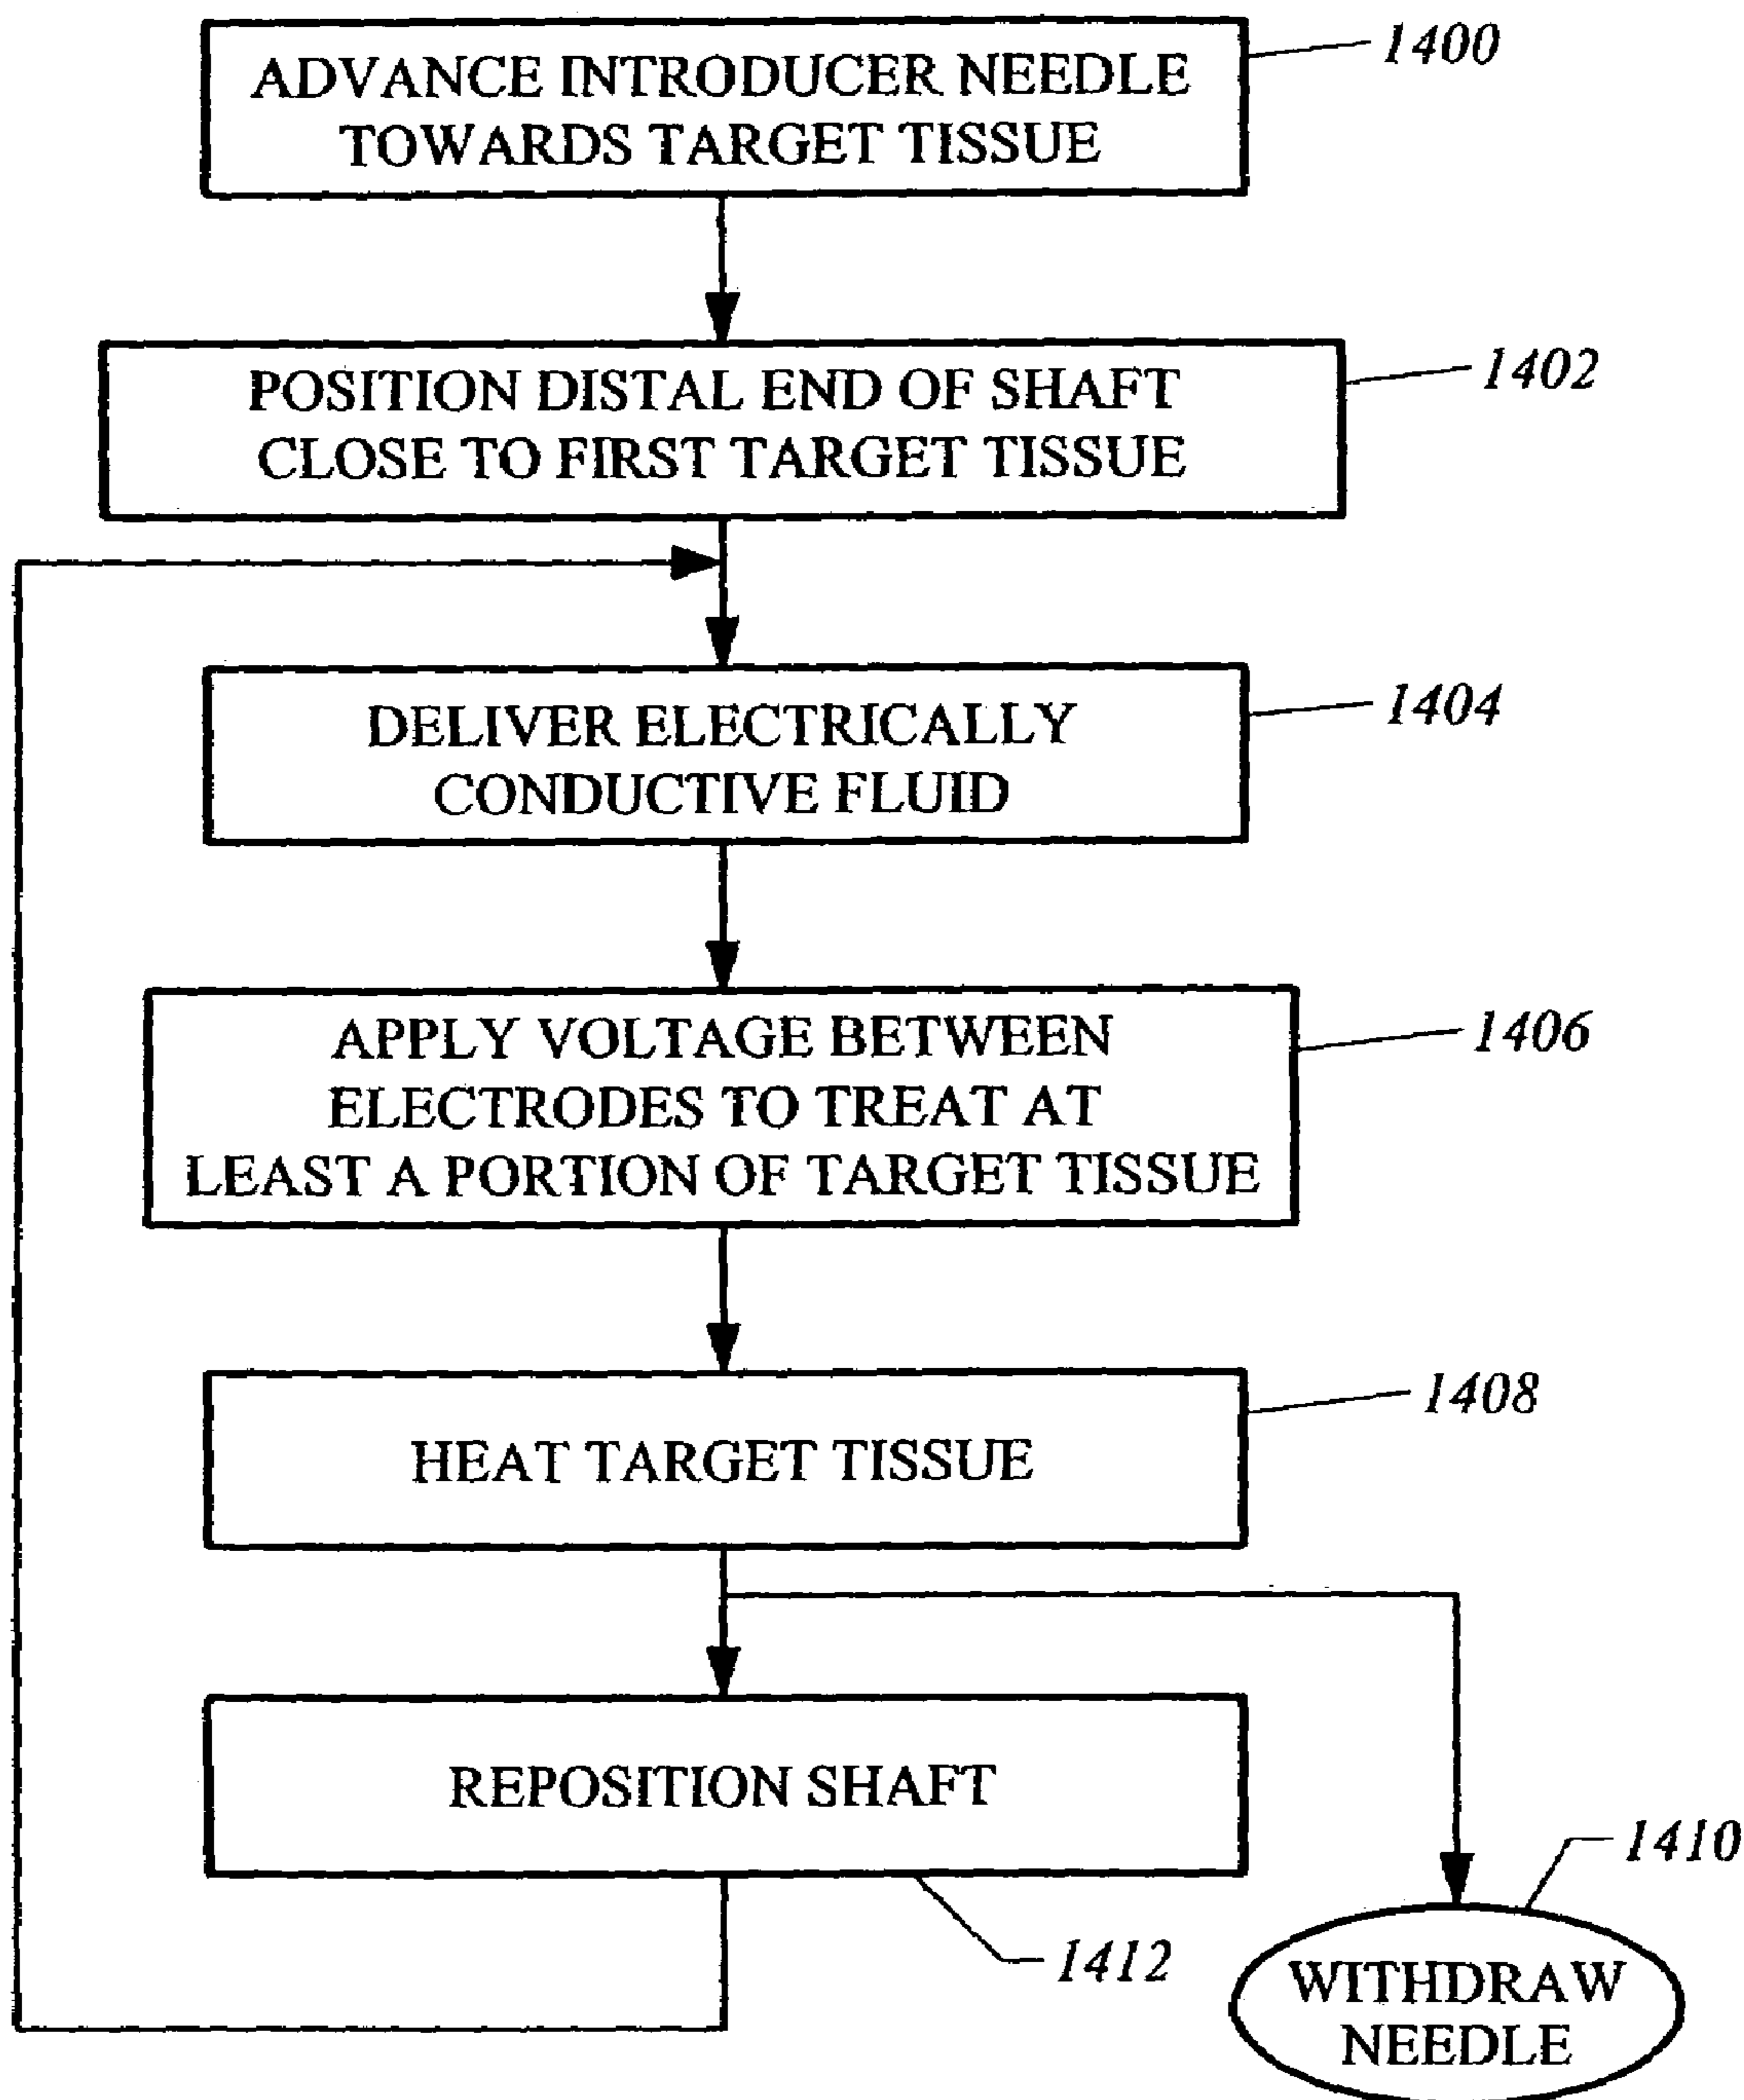 ADVANCE INTRODUCER NEEDLE
TOWARDS TARGET TISSUE
1400
POSITION DISTAL END OF SHAFT
CLOSE TO FIRST TARGET TISSUE
1402
DELIVER ELECTRICALLY
CONDUCTIVE FLUID
1404
APPLY VOLTAGE BETWEEN
ELECTRODES TO TREAT AT
LEAST A PORTION OF TARGET TISSUE
1406
HEAT TARGET TISSUE
1408
REPOSITION SHAFT
1412
WITHDRAW
NEEDLE
1410